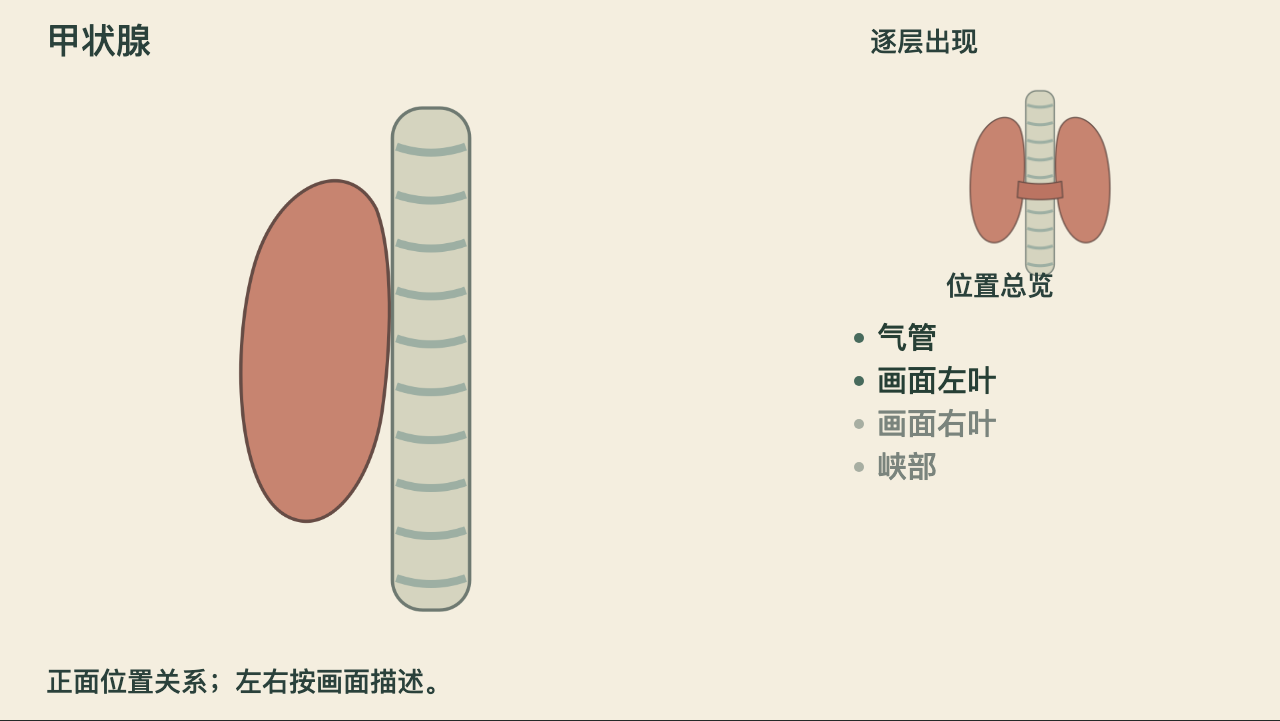 甲状腺
逐层出现
位置总览
气管
画面左叶
画面右叶
峡部
正面位置关系；左右按画面描述。